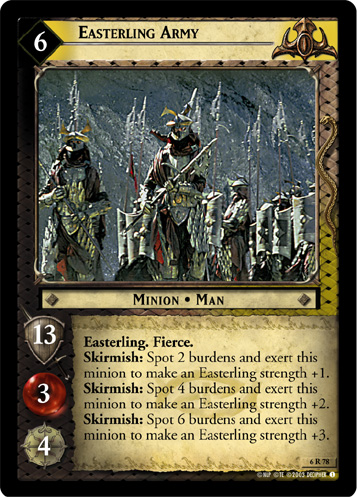 6
EASTERLING ARMY
MINION • MAN
13
Easterling. Fierce.
Skirmish: Spot 2 burdens and exert this
minion to make an Easterling strength +1.
3
Skirmish: Spot 4 burdens and exert this
minion to make an Easterling strength +2.
Skirmish: Spot 6 burdens and exert this
4
minion to make an Easterling strength +3.
6 R 78